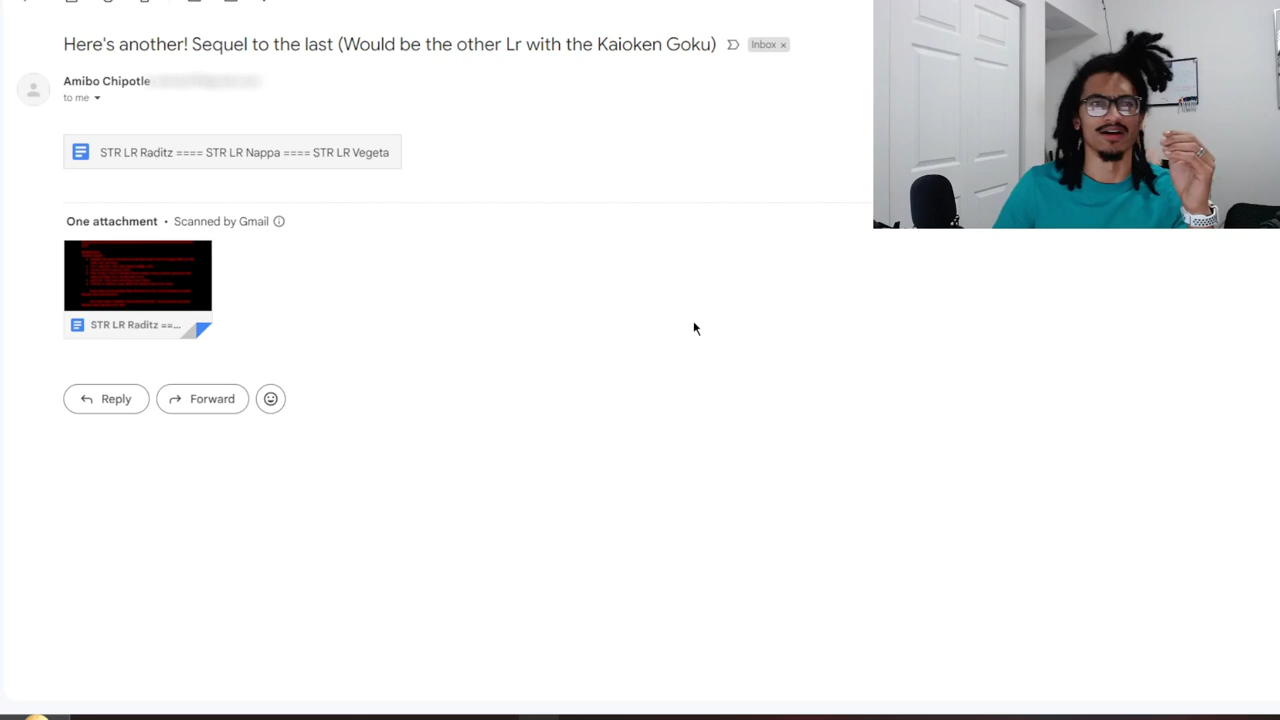 Here's another! Sequel to the last (Would be the other Lr with the Kaioken Goku)
Inbox ×
Amibo Chipotle
to me
STR LR Raditz ==== STR LR Nappa ==== STR LR Vegeta
One attachment • Scanned by Gmail
STR LR Raditz ==...
Reply
Forward